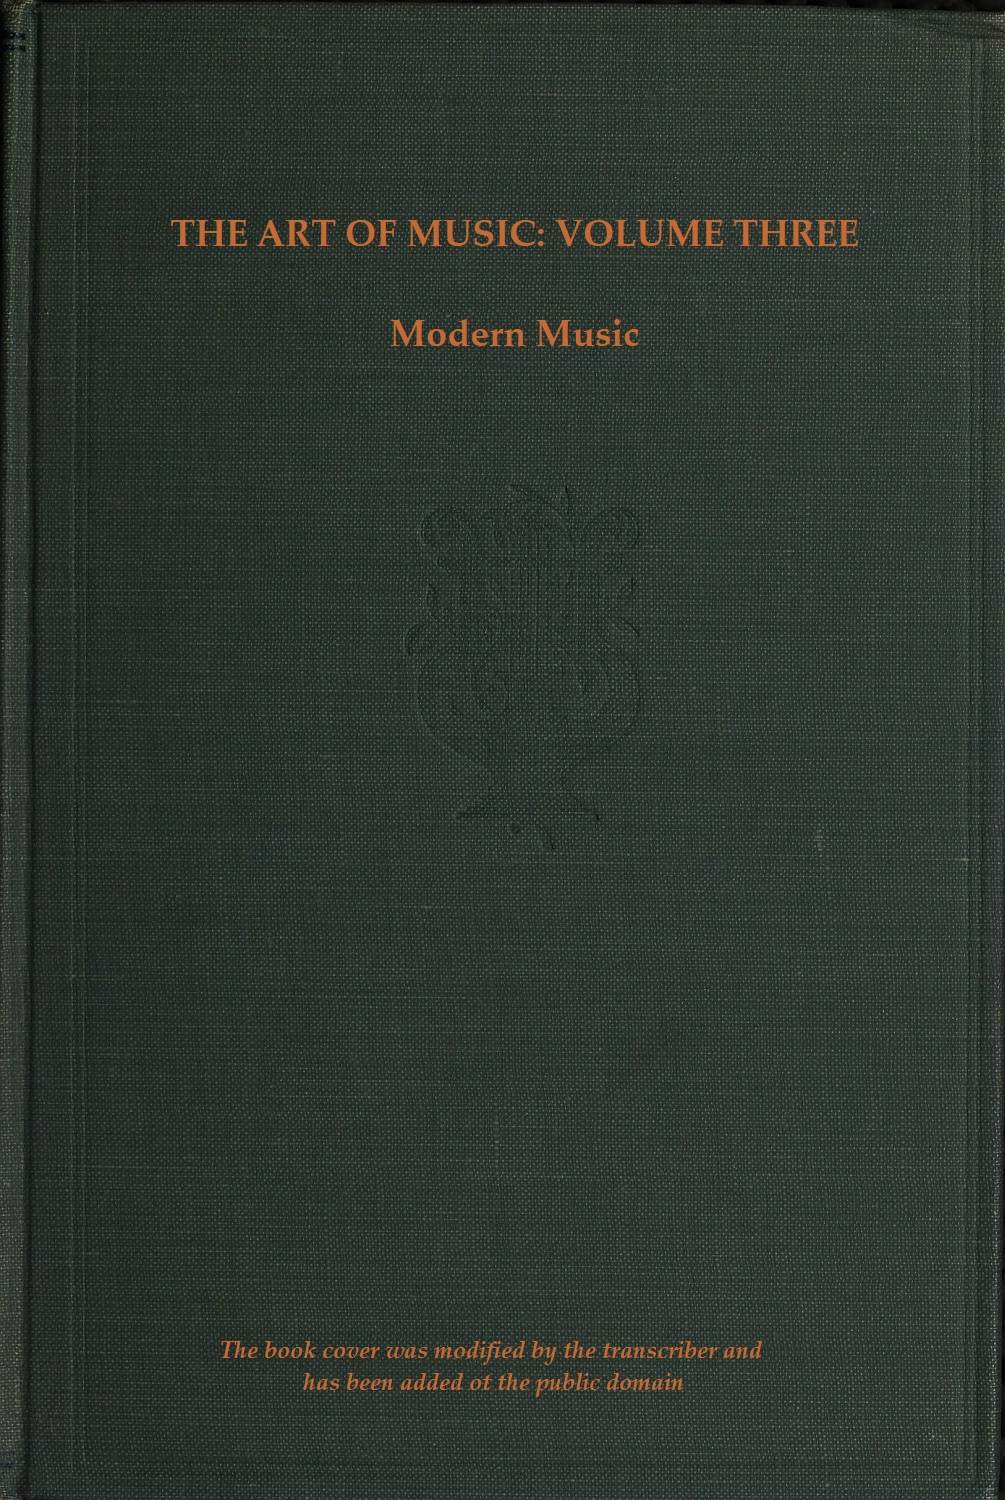 THE ART OF MUSIC: VOLUME THREE
Modern Music
The book cover was modified by the transcriber and
has been added ot the public domain